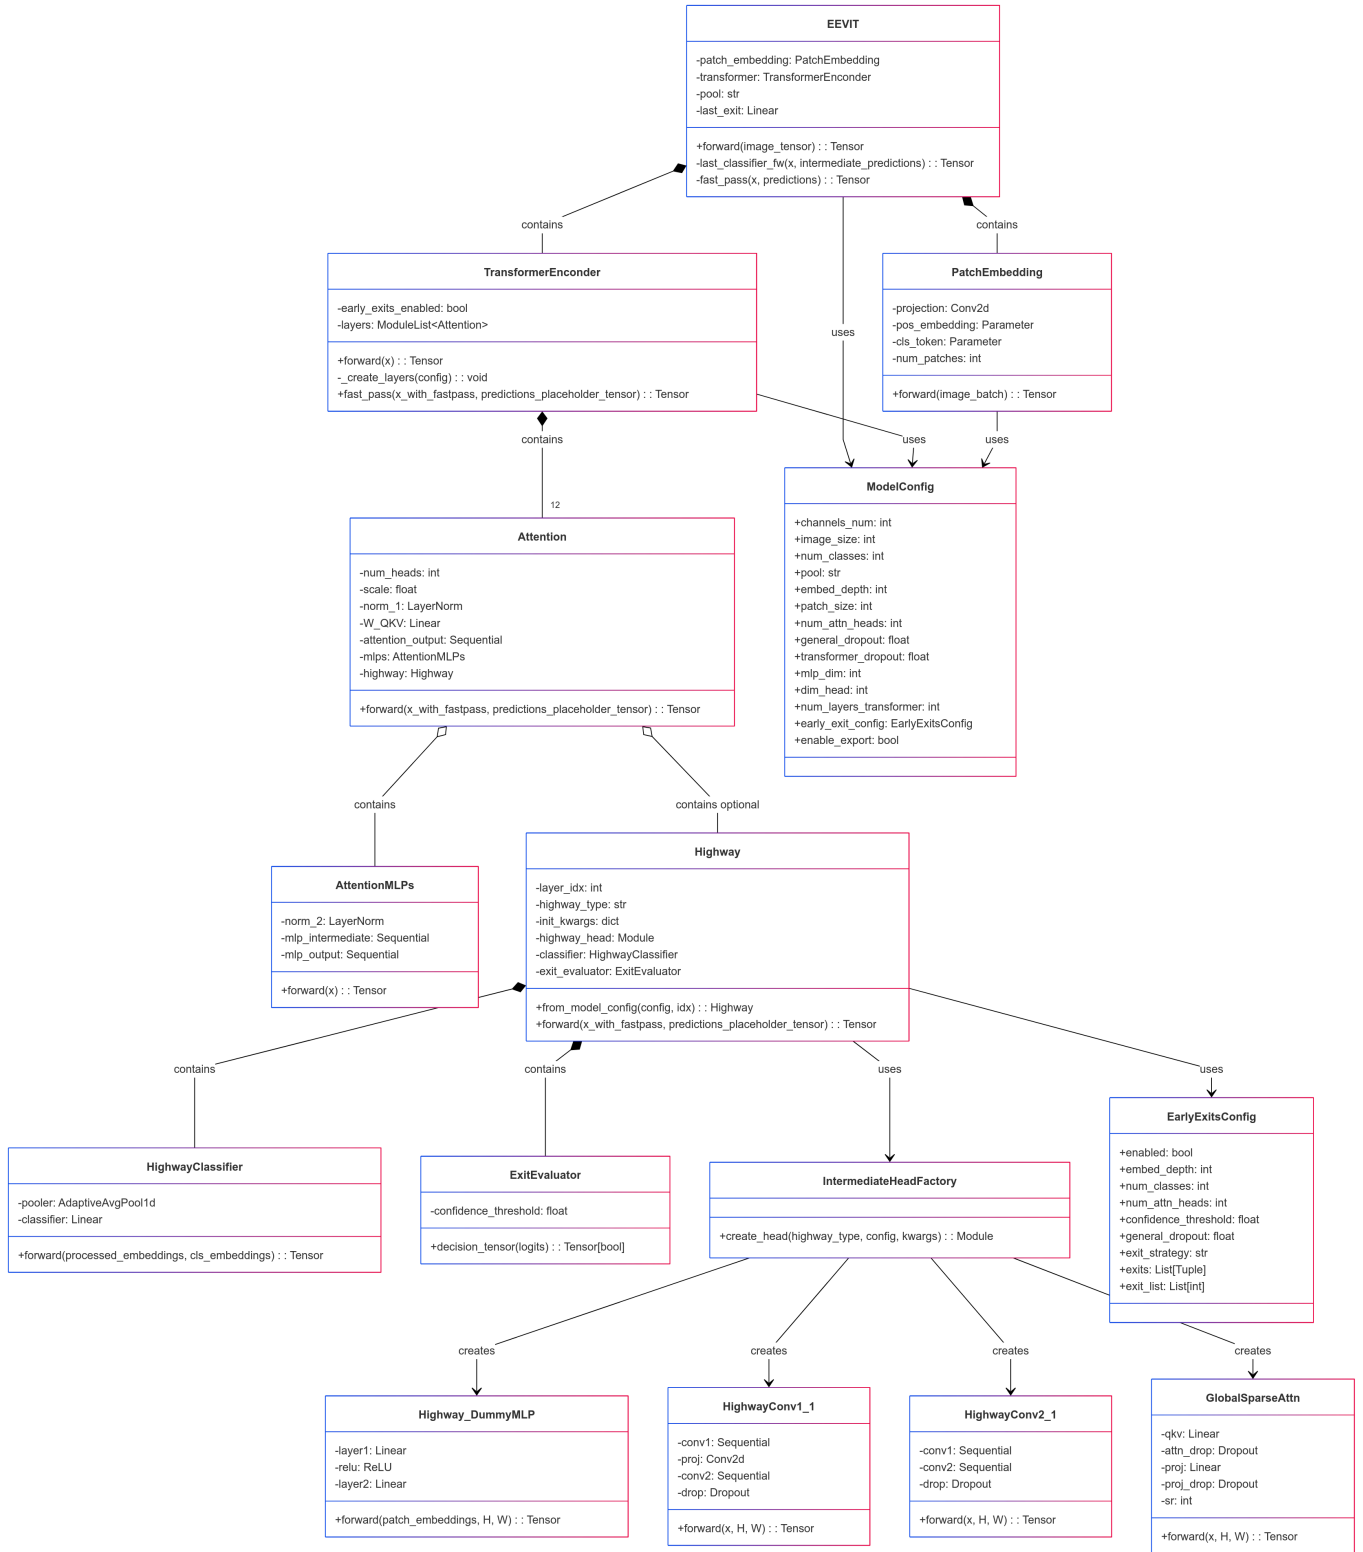 EEVIT
-patch_embedding: PatchEmbedding
-transformer: TransformerEnconder
-pool: str
-last_exit: Linear
+forward(image_tensor) : : Tensor
-last_classifier_fw(x, intermediate_predictions) : : Tensor
-fast_pass(x, predictions) : : Tensor
contains
contains
uses
TransformerEnconder
-early_exits_enabled: bool
-layers: ModuleList<Attention>
+forward(x) : : Tensor
-_create_layers(config) : : void
+fast_pass(x_with_fastpass, predictions_placeholder_tensor) : : Tensor
PatchEmbedding
-projection: Conv2d
-pos_embedding: Parameter
-cls_token: Parameter
-num_patches: int
+forward(image_batch) : : Tensor
contains
uses
uses
12
Attention
-num_heads: int
-scale: float
-norm_1: LayerNorm
-W_QKV: Linear
-attention_output: Sequential
-mlps: AttentionMLPs
-highway: Highway
+forward(x_with_fastpass, predictions_placeholder_tensor) : : Tensor
ModelConfig
+channels_num: int
+image_size: int
+num_classes: int
+pool: str
+embed_depth: int
+patch_size: int
+num_attn_heads: int
+general_dropout: float
+transformer_dropout: float
+mlp_dim: int
+dim_head: int
+num_layers_transformer: int
+early_exit_config: EarlyExitsConfig
+enable_export: bool
contains
contains optional
AttentionMLPs
-norm_2: LayerNorm
-mlp_intermediate: Sequential
-mlp_output: Sequential
+forward(x) : : Tensor
Highway
-layer_idx: int
-highway_type: str
-init_kwargs: dict
-highway_head: Module
-classifier: HighwayClassifier
-exit_evaluator: ExitEvaluator
+from_model_config(config, idx) : : Highway
+forward(x_with_fastpass, predictions_placeholder_tensor) : : Tensor
contains
contains
uses
uses
HighwayClassifier
-pooler: AdaptiveAvgPool1d
-classifier: Linear
+forward(processed_embeddings, cls_embeddings) : : Tensor
ExitEvaluator
-confidence_threshold: float
+decision_tensor(logits) : : Tensor[bool]
IntermediateHeadFactory
+create_head(highway_type, config, kwargs) : : Module
EarlyExitsConfig
+enabled: bool
+embed_depth: int
+num_classes: int
+num_attn_heads: int
+confidence_threshold: float
+general_dropout: float
+exit_strategy: str
+exits: List[Tuple]
+exit_list: List[int]
creates
creates
creates
creates
Highway_DummyMLP
-layer1: Linear
-relu: ReLU
-layer2: Linear
+forward(patch_embeddings, H, W) : : Tensor
HighwayConv1_1
-conv1: Sequential
-proj: Conv2d
-conv2: Sequential
-drop: Dropout
+forward(x, H, W) : : Tensor
HighwayConv2_1
-conv1: Sequential
-conv2: Sequential
-drop: Dropout
+forward(x, H, W) : : Tensor
GlobalSparseAttn
-qkv: Linear
-attn_drop: Dropout
-proj: Linear
-proj_drop: Dropout
-sr: int
+forward(x, H, W) : : Tensor